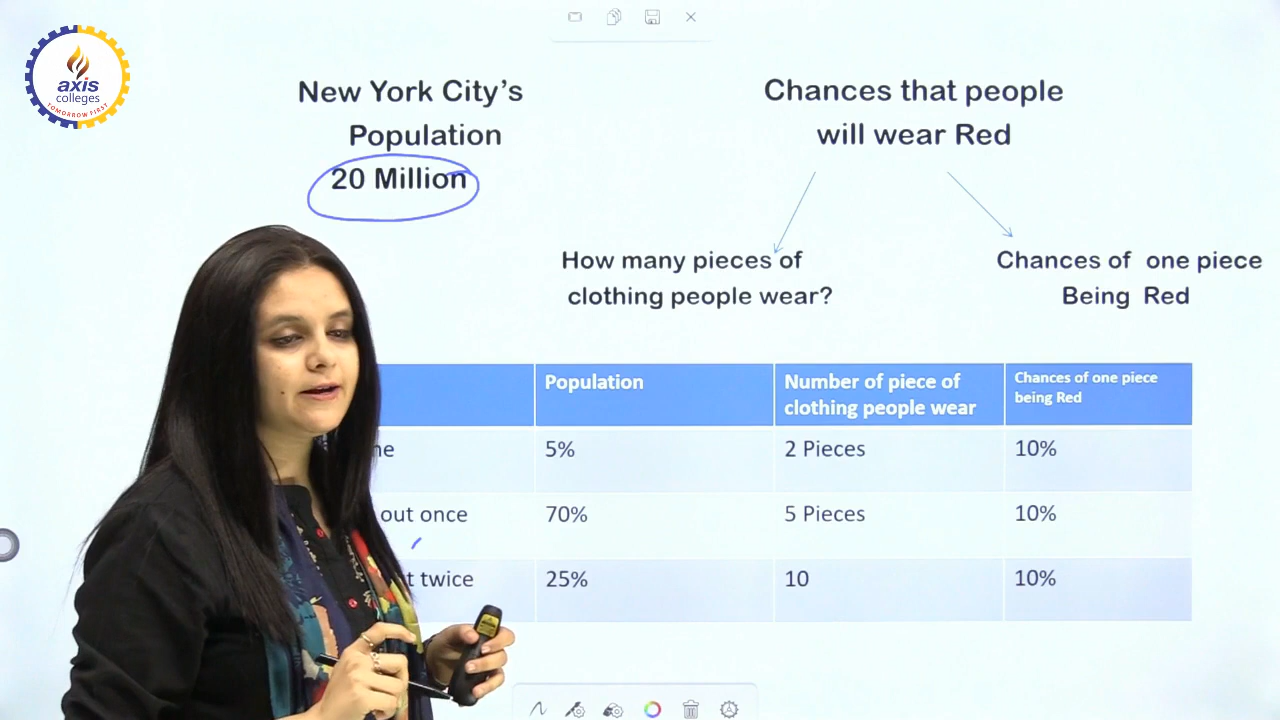 axis
colleges
TOMORROW FIRST
New York City's
Population
20 Million
Chances that people
will wear Red
How many pieces of
clothing people wear?
Chances of one piece
Being Red
Population
Number of piece of
clothing people wear
Chances of one piece
being Red
5%
2 Pieces
10%
out once
70%
5 Pieces
10%
twice
25%
10
10%